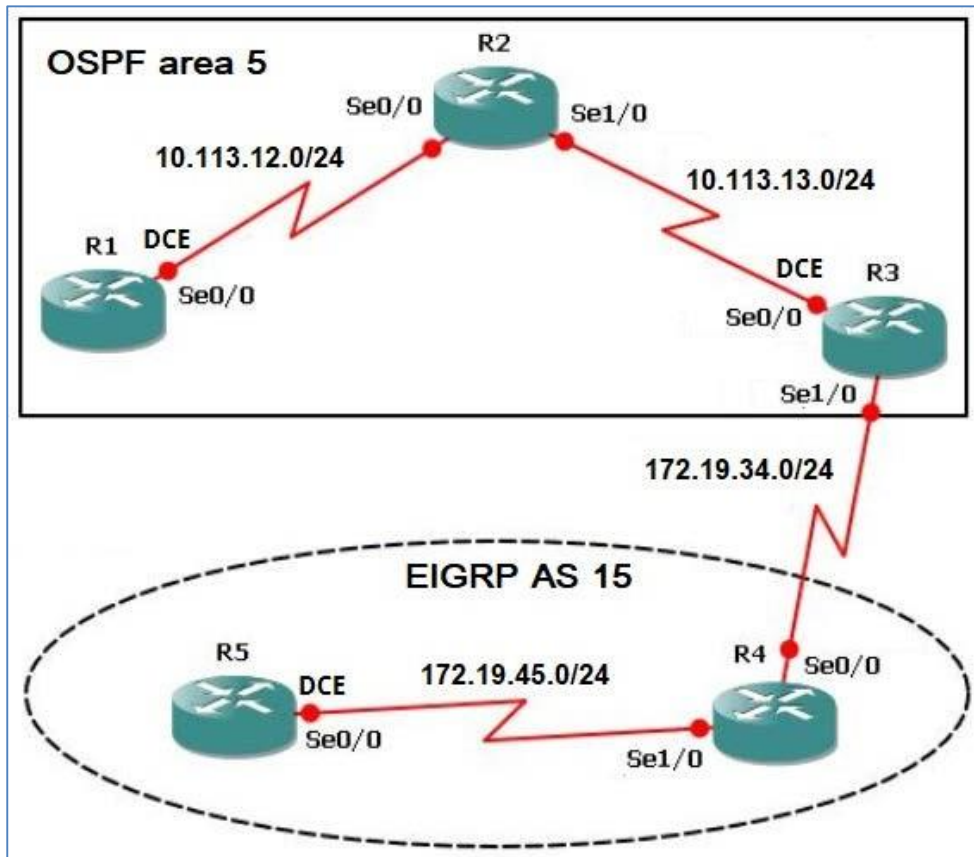 R2
OSPF area 5
Se0/0
Se1/0
10.113.12.0/24
10.113.13.0/24
R1
DCE
Se0/0
DCE
R3
Se0/0
Se1/0
172.19.34.0/24
EIGRP AS 15
R5
DCE
172.19.45.0/24
R4
Se0/0
Se0/0
Se1/0